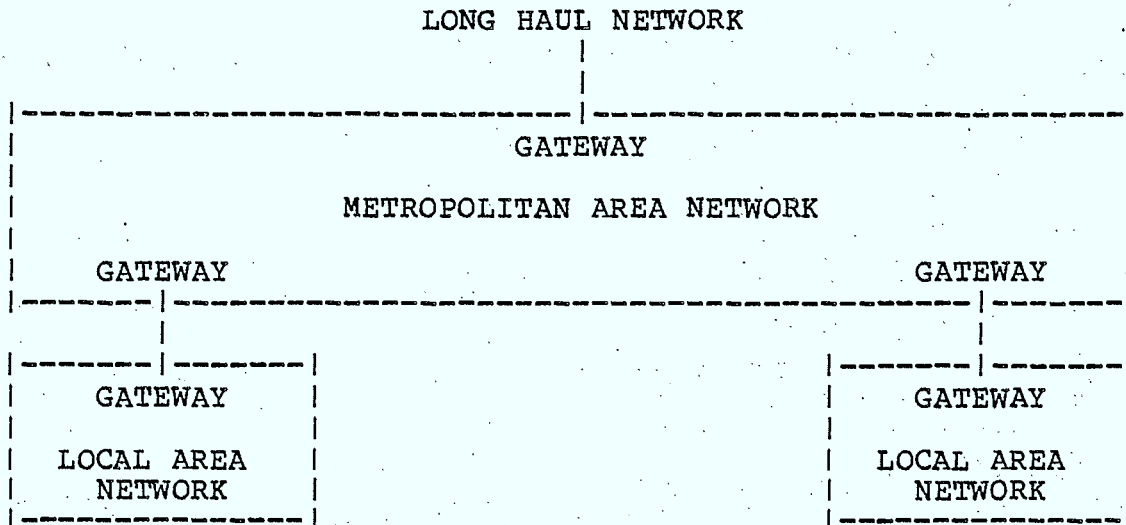 LONG HAUL NETWORK
GATEWAY
METROPOLITAN AREA NETWORK
GATEWAY GATEWAY
GATEWAY GATEWAY
LOCAL AREA LOCAL AREA
NETWORK NETWORK